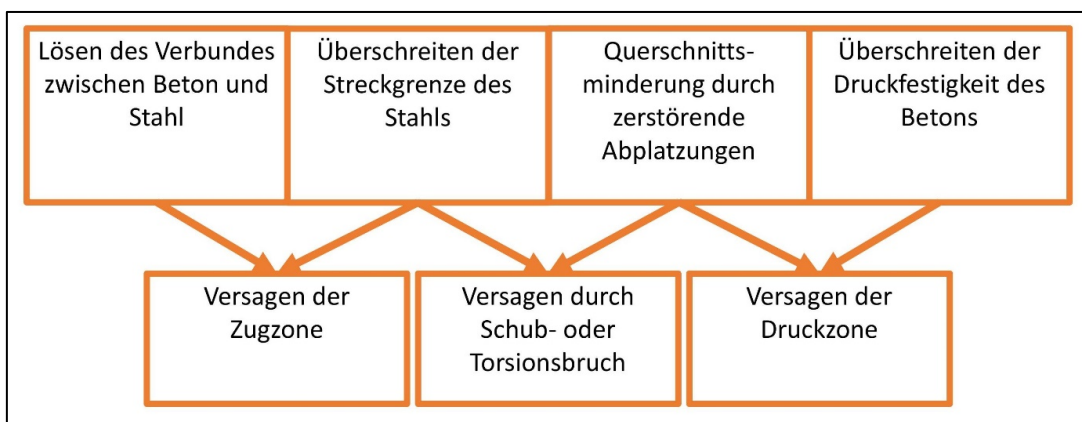 Lösen des Verbundes
zwischen Beton und
Stahl
Überschreiten der
Streckgrenze des
Stahls
Querschnitts-
minderung durch
zerstörende
Abplatzungen
Überschreiten der
Druckfestigkeit des
Betons
Versagen der
Zugzone
Versagen durch
Schub- oder
Torsionsbruch
Versagen der
Druckzone